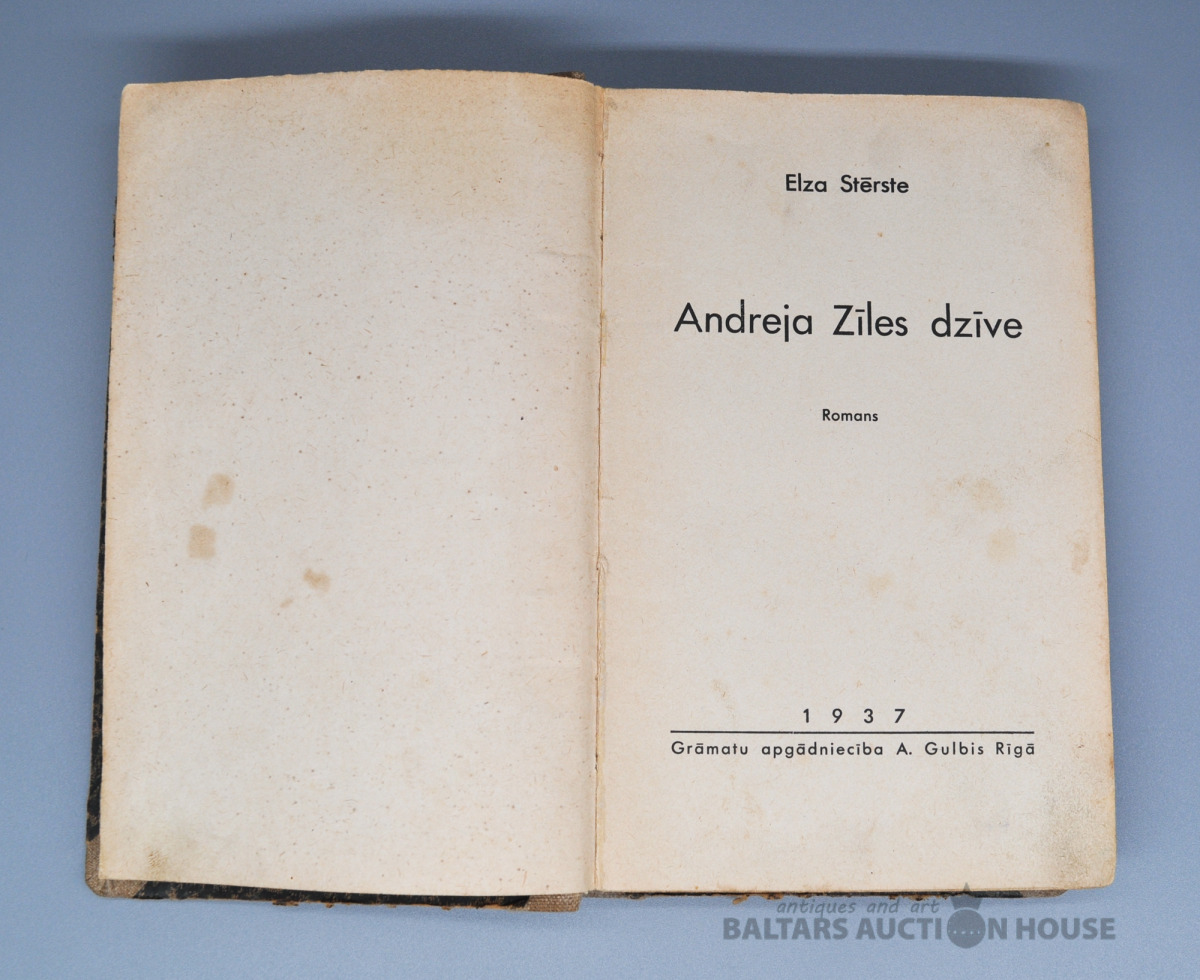 Elza Stērste
Andreja Zīles dzīve
Romans
1937
Grāmatu apgādniecība A. Gulbis Rīgā
antiques and art
BALTARS AUCTION HOUSE